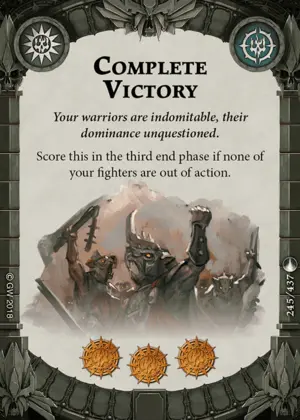 COMPLETE
VICTORY
Your warriors are indomitable, their
dominance unquestioned.
Score this in the third end phase if none of
your fighters are out of action.
© GW 2018
245/437